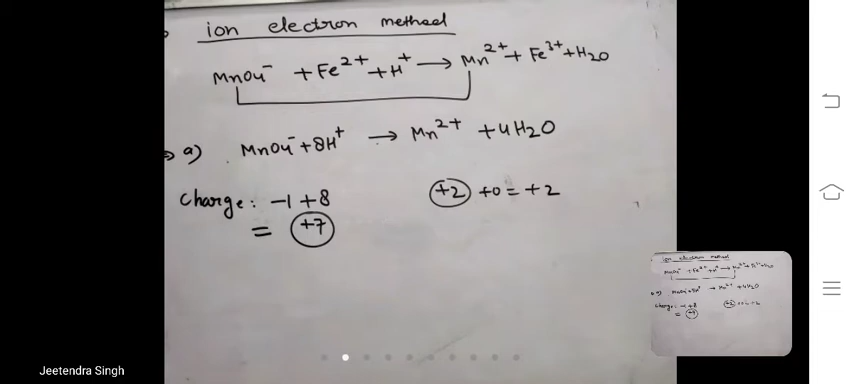 ion electron method
MnO4⁻ + Fe²⁺ + H⁺ → Mn²⁺ + Fe³⁺ + H2O
a) MnO4⁻ + 8H⁺ → Mn²⁺ + 4H2O
Charge: -1 +8 +2 +0 = +2
= +7
Jeetendra Singh